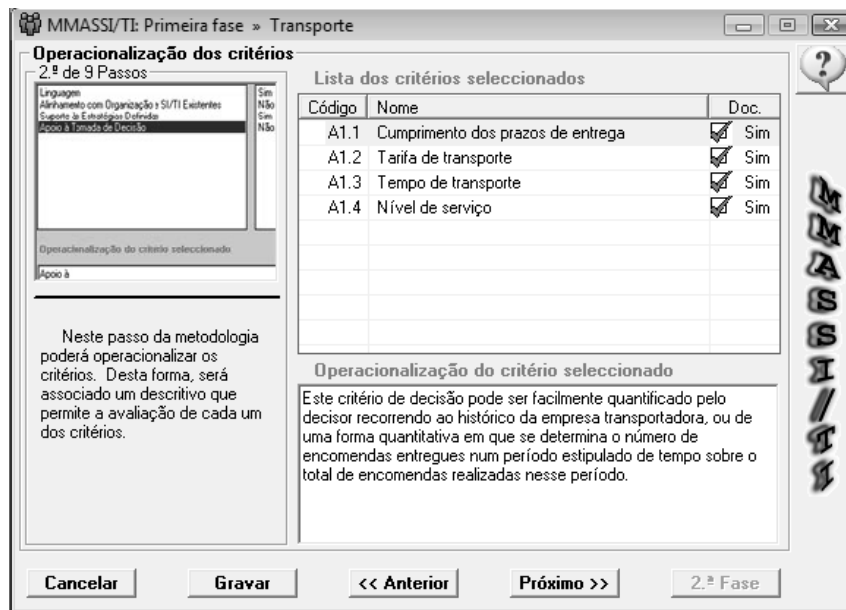 MMASSI/TI: Primeira fase » Transporte
Operacionalização dos critérios
2.º de 9 Passos
Linguagem
Alinhamento com Organização e SI/TI Existentes
Suporte às Estratégias Definidas
Apoio à Tomada de Decisão
Sim
Não
Sim
Não
Operacionalização do critério seleccionado
Apoio à
Neste passo da metodologia
poderá operacionalizar os
critérios. Desta forma, será
associado um descritivo que
permite a avaliação de cada um
dos critérios.
Lista dos critérios seleccionados
Código Nome Doc.
A1.1 Cumprimento dos prazos de entrega Sim
A1.2 Tarifa de transporte Sim
A1.3 Tempo de transporte Sim
A1.4 Nível de serviço Sim
Operacionalização do critério seleccionado
Este critério de decisão pode ser facilmente quantificado pelo
decisor recorrendo ao histórico da empresa transportadora, ou de
uma forma quantitativa em que se determina o número de
encomendas entregues num período estipulado de tempo sobre o
total de encomendas realizadas nesse período.
?
MMASSI/TI
Cancelar
Gravar
<< Anterior
Próximo >>
2.ª Fase